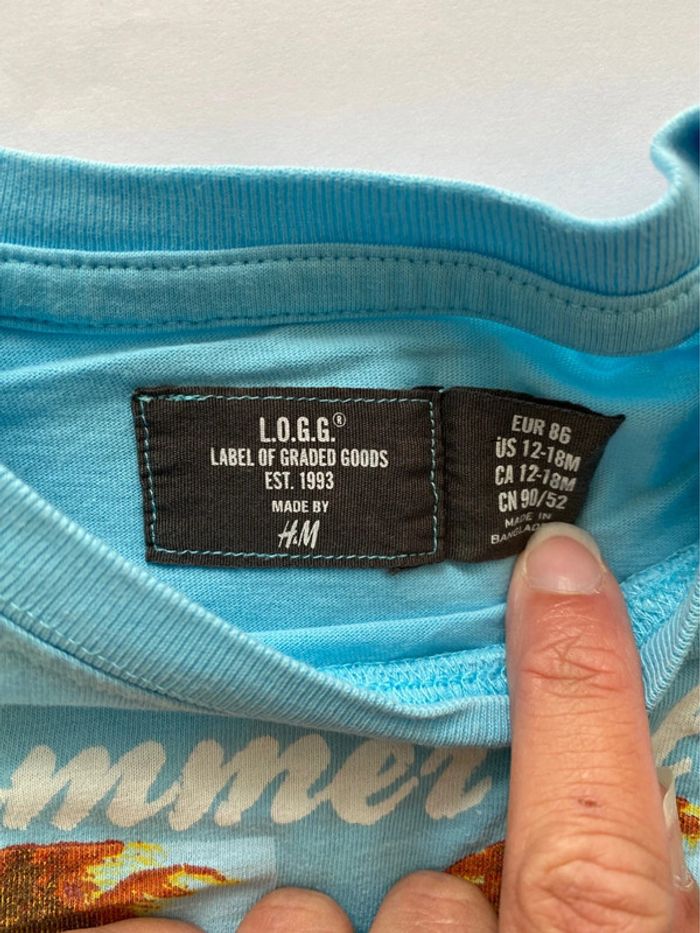 L.O.G.G.®
LABEL OF GRADED GOODS
EST. 1993
MADE BY
H&M
EUR 86
US 12-18M
CA 12-18M
CN 90/52
MADE IN